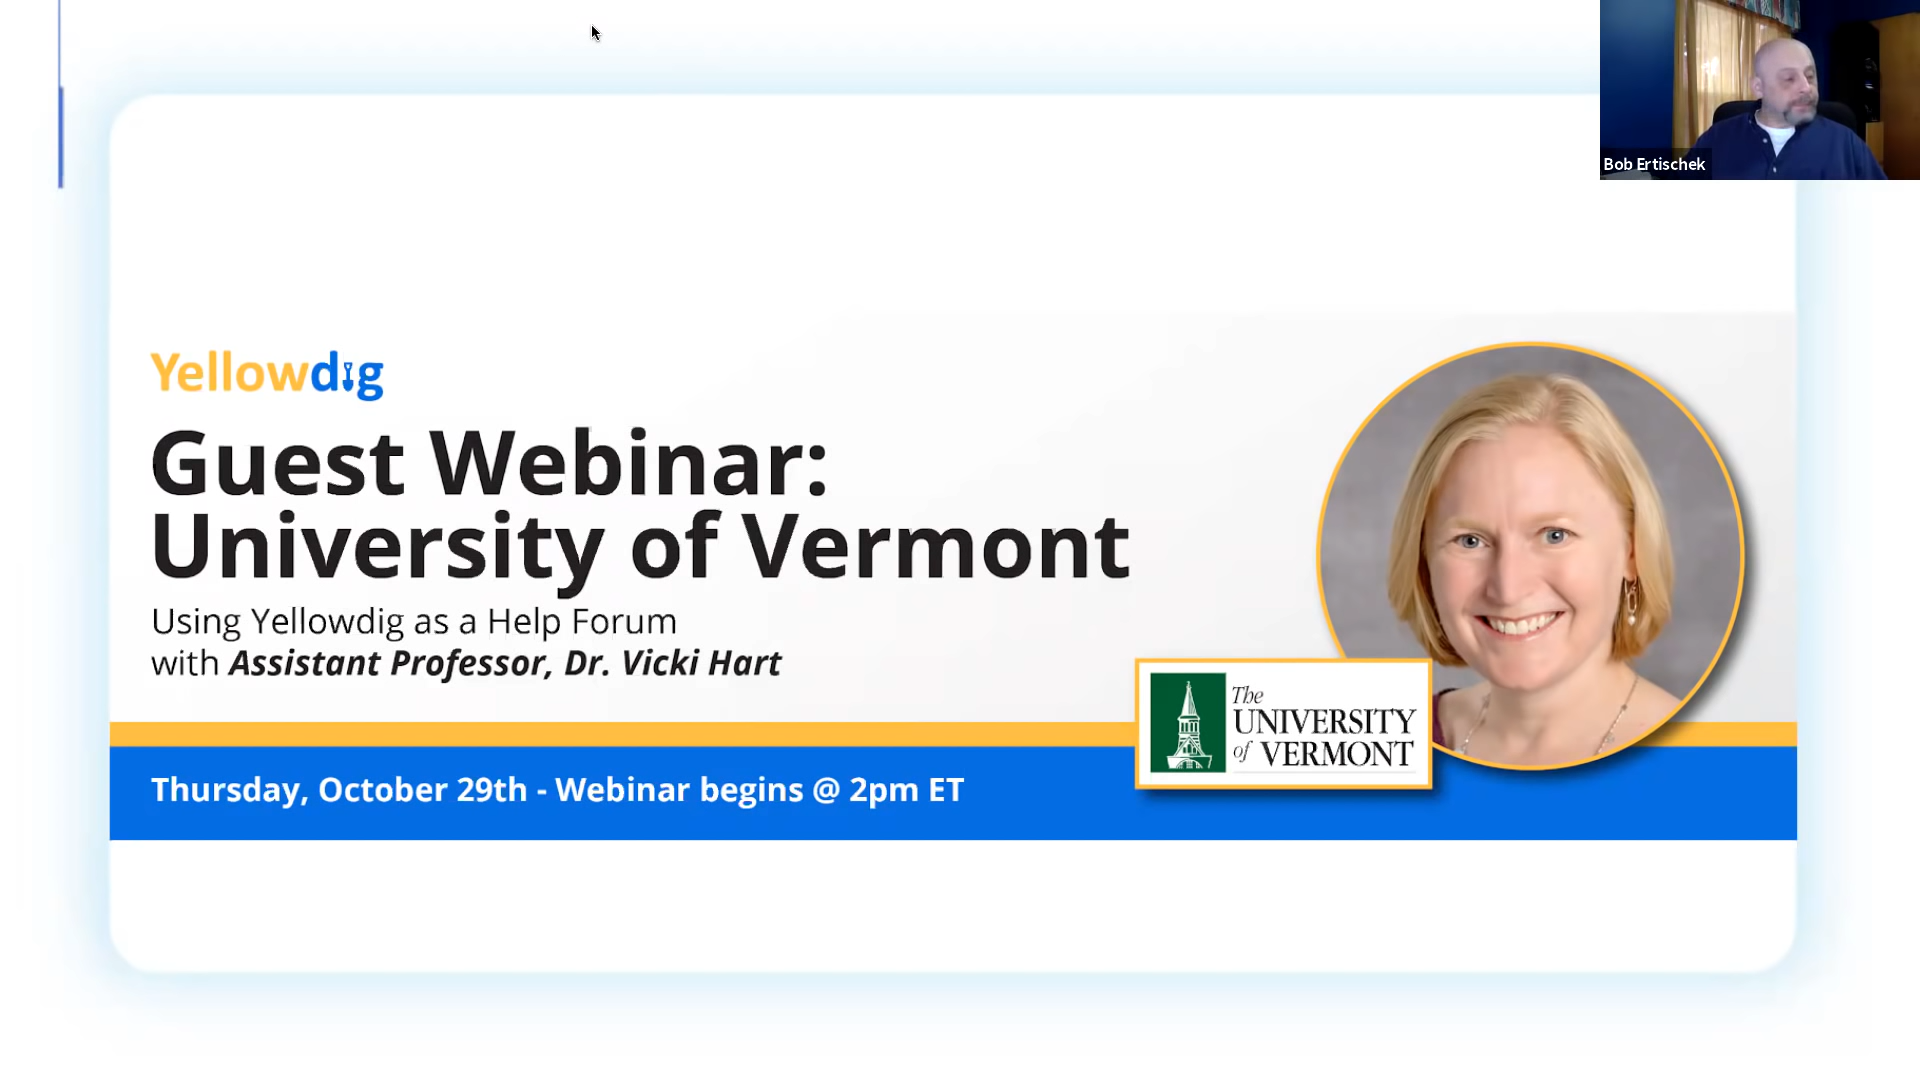 Bob Ertischek
Yellowdig
Guest Webinar:
University of Vermont
Using Yellowdig as a Help Forum
with Assistant Professor, Dr. Vicki Hart
The
UNIVERSITY
of VERMONT
Thursday, October 29th - Webinar begins @ 2pm ET